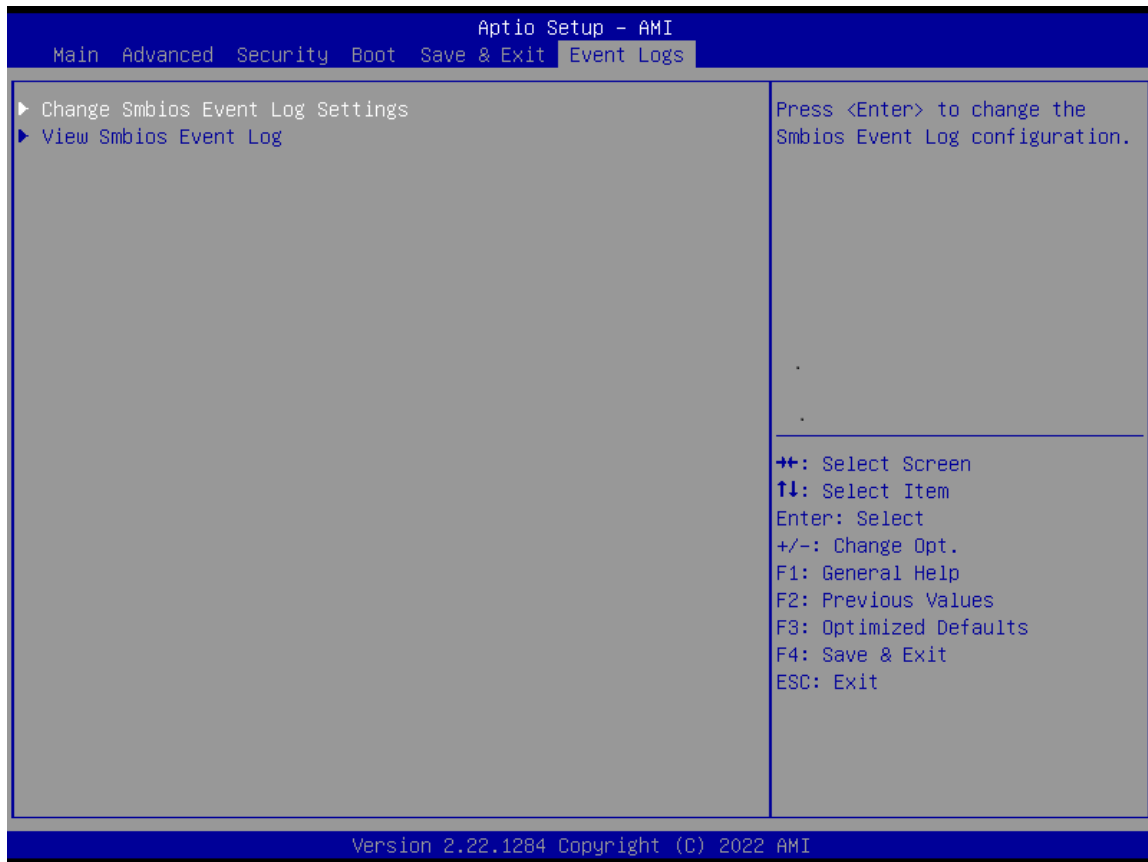 Aptio Setup – AMI
Main Advanced Security Boot Save & Exit Event Logs
▶ Change Smbios Event Log Settings
▶ View Smbios Event Log
Press <Enter> to change the
Smbios Event Log configuration.
→←: Select Screen
↑↓: Select Item
Enter: Select
+/-: Change Opt.
F1: General Help
F2: Previous Values
F3: Optimized Defaults
F4: Save & Exit
ESC: Exit
Version 2.22.1284 Copyright (C) 2022 AMI